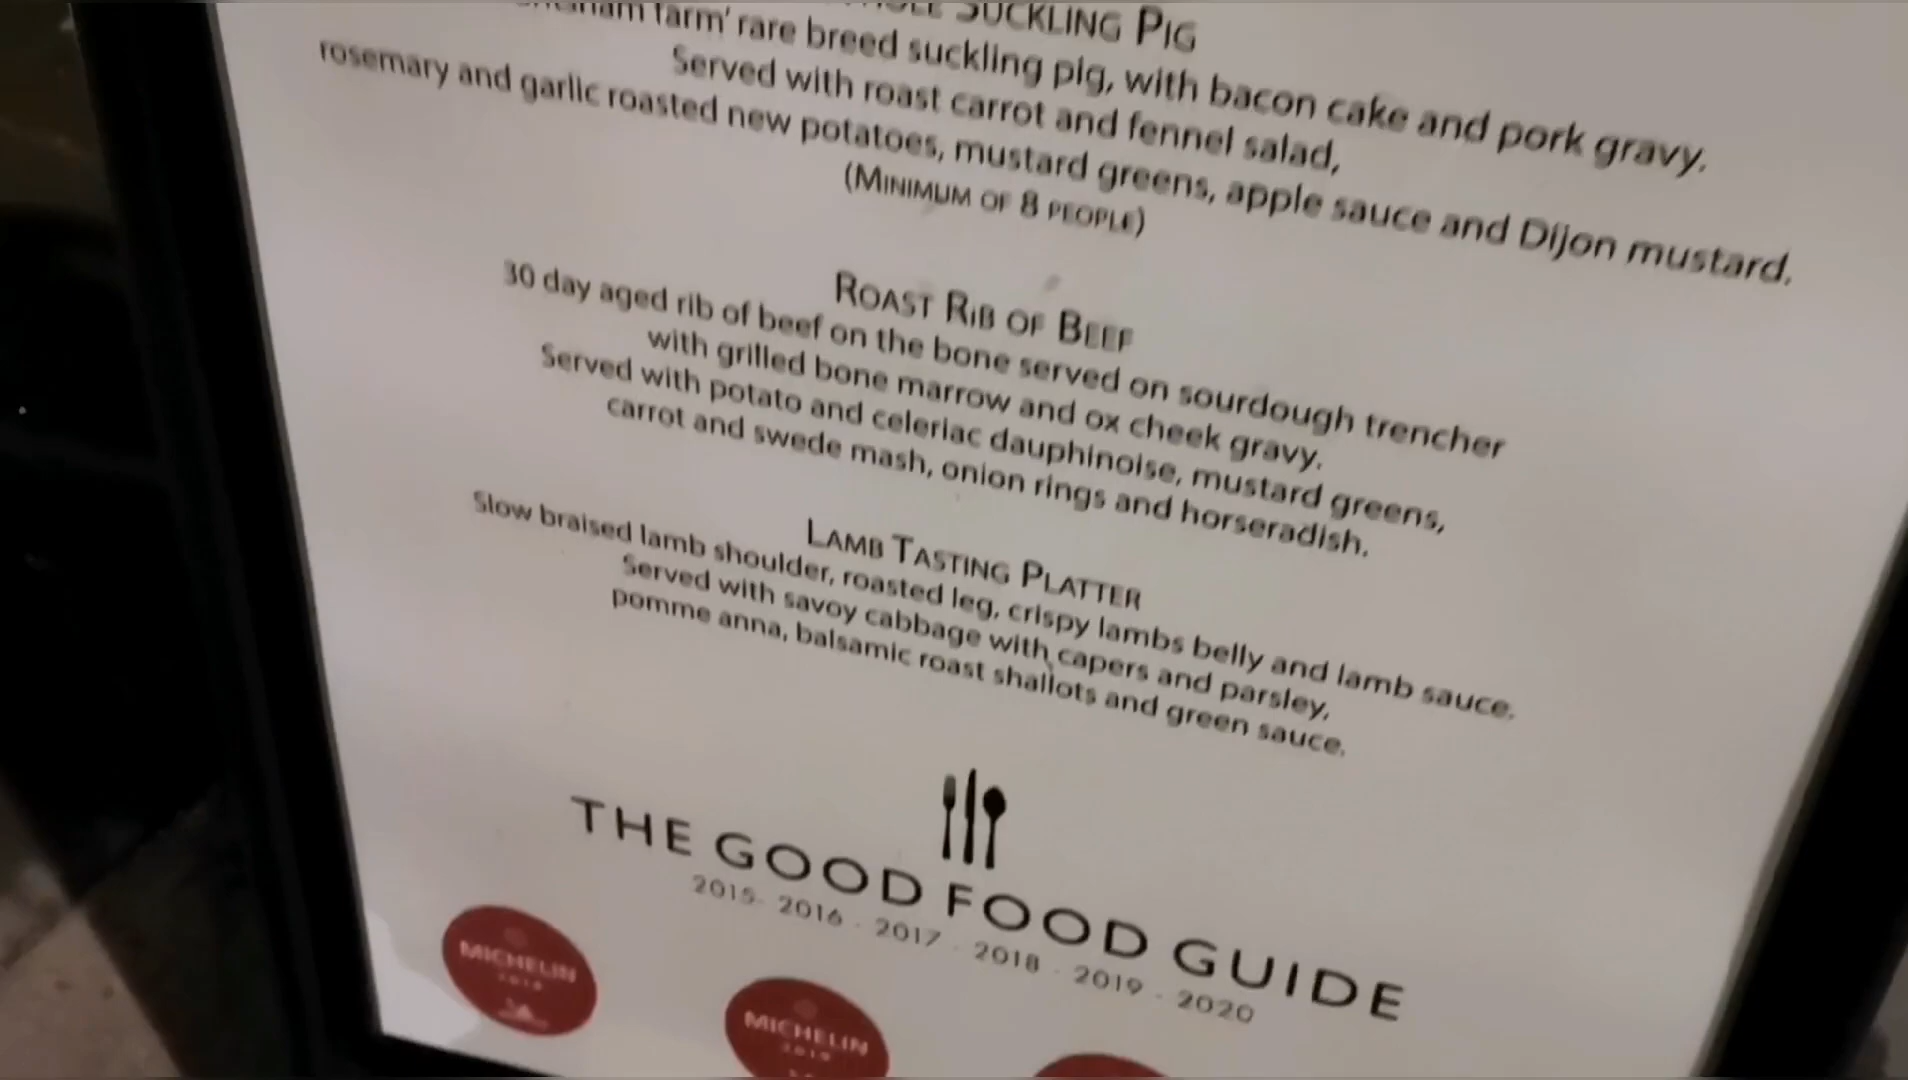 SUCKLING PIG
farm' rare breed suckling pig, with bacon cake and pork gravy.
Served with roast carrot and fennel salad,
rosemary and garlic roasted new potatoes, mustard greens, apple sauce and Dijon mustard.
(MINIMUM OF 8 PEOPLE)
ROAST RIB OF BEEF
30 day aged rib of beef on the bone served on sourdough trencher
with grilled bone marrow and ox cheek gravy.
Served with potato and celeriac dauphinoise, mustard greens,
carrot and swede mash, onion rings and horseradish.
LAMB TASTING PLATTER
Slow braised lamb shoulder, roasted leg, crispy lambs belly and lamb sauce.
Served with savoy cabbage with capers and parsley,
pomme anna, balsamic roast shallots and green sauce.
THE GOOD FOOD GUIDE
2015 · 2016 · 2017 · 2018 · 2019 · 2020
MICHELIN
MICHELIN
2019